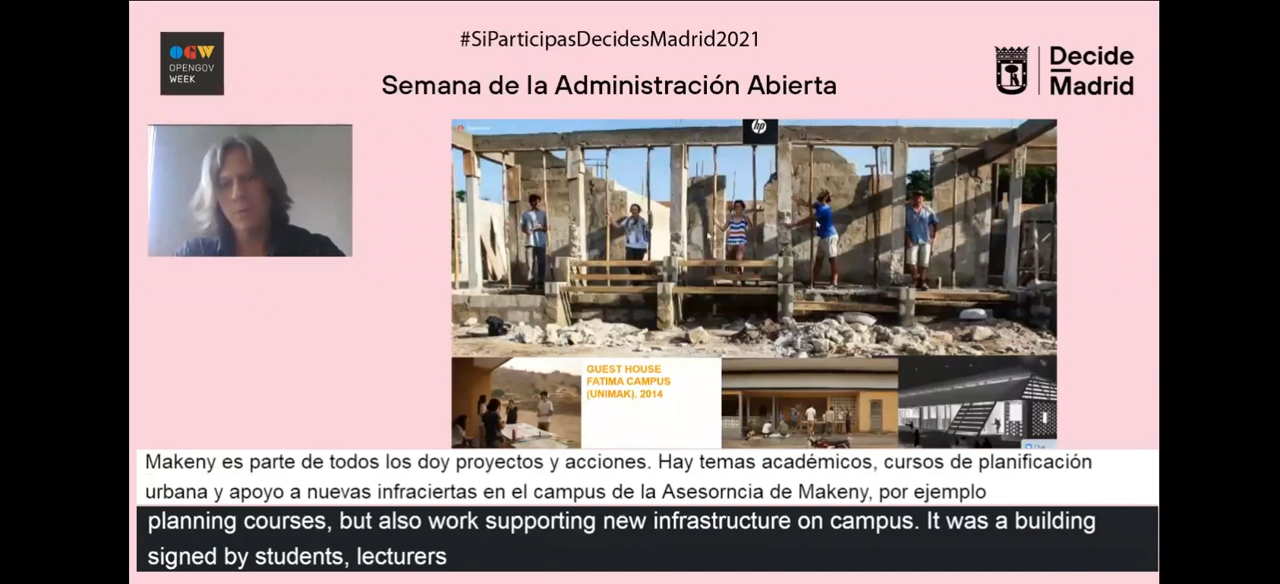 #SiParticipasDecidesMadrid2021
OGW
OPENGOV
WEEK
Semana de la Administración Abierta
Decide
Madrid
hp
GUEST HOUSE
FATIMA CAMPUS
(UNIMAK). 2014
Makeny es parte de todos los doy proyectos y acciones. Hay temas académicos, cursos de planificación
urbana y apoyo a nuevas infraciertas en el campus de la Asesorncia de Makeny, por ejemplo
planning courses, but also work supporting new infrastructure on campus. It was a building
signed by students, lecturers